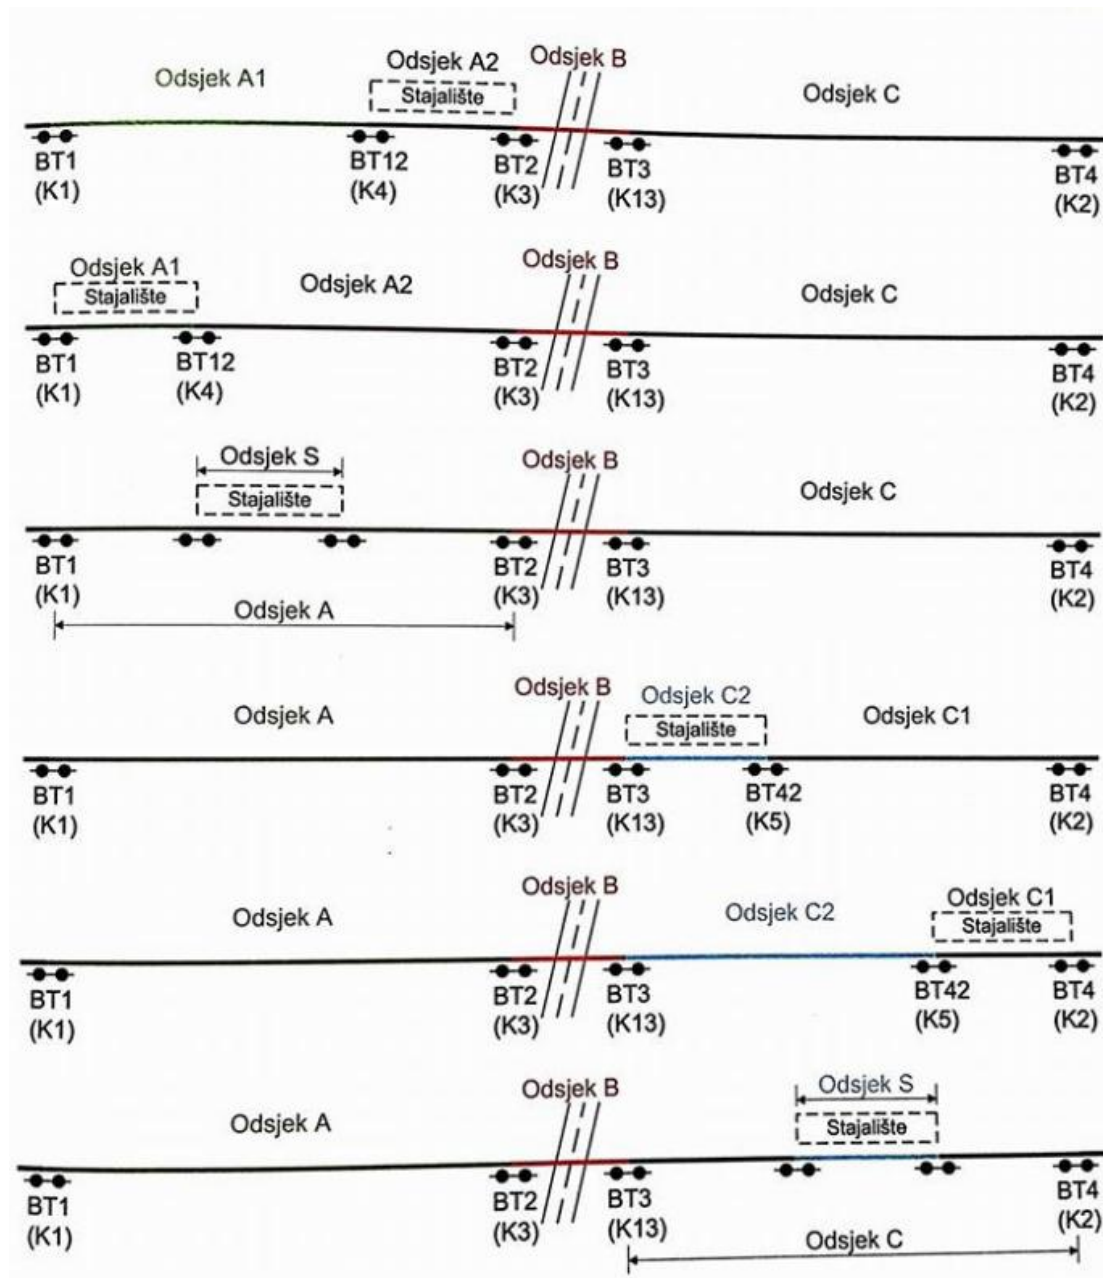 Odsjek A1
Odsjek A2
Odsjek B
Odsjek C
Stajalište
BT1
(K1)
BT12
(K4)
BT2
(K3)
BT3
(K13)
BT4
(K2)
Odsjek A1
Odsjek A2
Odsjek B
Odsjek C
Stajalište
BT1
(K1)
BT12
(K4)
BT2
(K3)
BT3
(K13)
BT4
(K2)
Odsjek S
Odsjek B
Odsjek C
Stajalište
BT1
(K1)
BT2
(K3)
BT3
(K13)
BT4
(K2)
Odsjek A
Odsjek A
Odsjek B
Odsjek C2
Odsjek C1
Stajalište
BT1
(K1)
BT2
(K3)
BT3
(K13)
BT42
(K5)
BT4
(K2)
Odsjek A
Odsjek B
Odsjek C2
Odsjek C1
Stajalište
BT1
(K1)
BT2
(K3)
BT3
(K13)
BT42
(K5)
BT4
(K2)
Odsjek A
Odsjek B
Odsjek S
Stajalište
BT1
(K1)
BT2
(K3)
BT3
(K13)
BT4
(K2)
Odsjek C